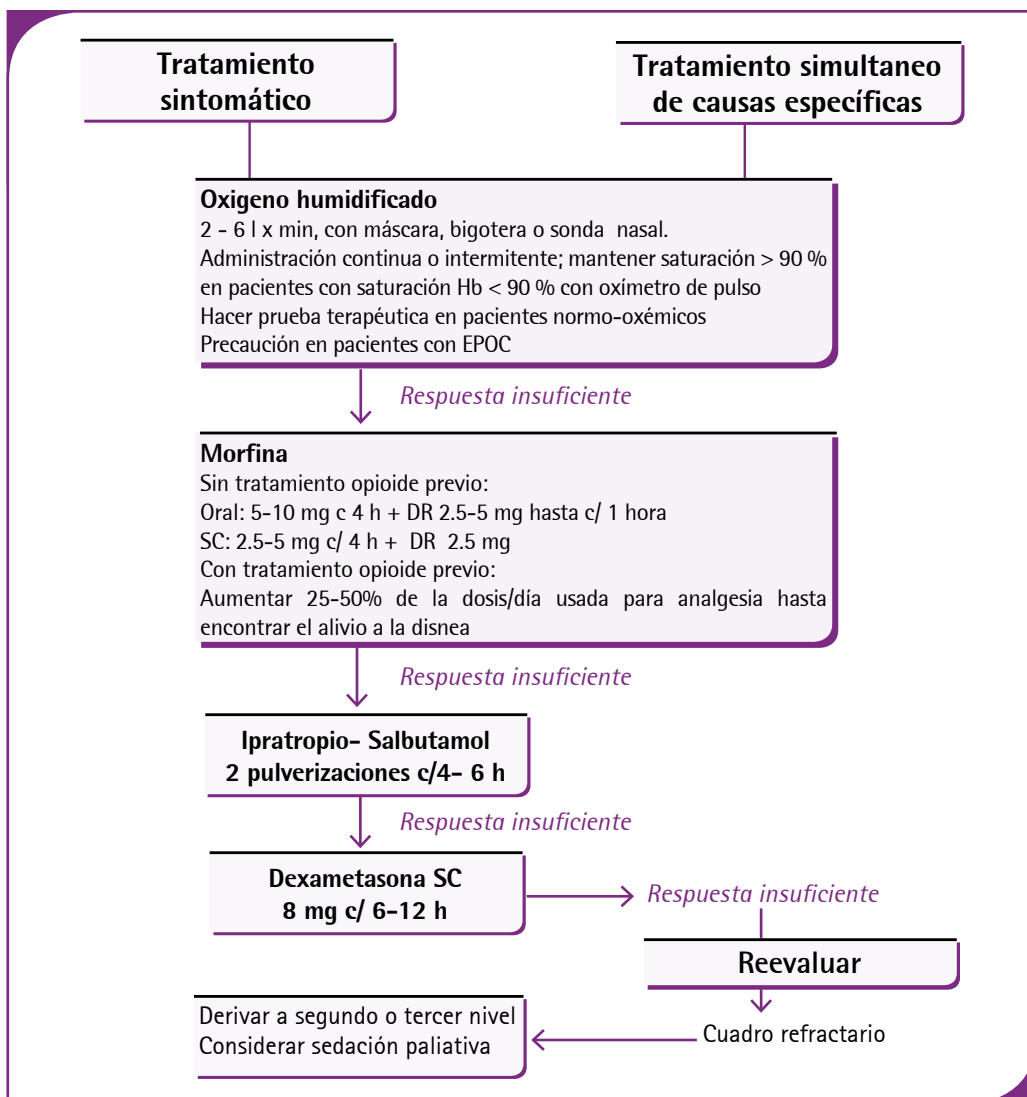 Tratamiento
sintomático
Tratamiento simultaneo
de causas específicas
Oxigeno humidificado
2 - 6 l x min, con máscara, bigotera o sonda nasal.
Administración continua o intermitente; mantener saturación > 90 %
en pacientes con saturación Hb < 90 % con oxímetro de pulso
Hacer prueba terapéutica en pacientes normo-oxémicos
Precaución en pacientes con EPOC
Respuesta insuficiente
Morfina
Sin tratamiento opioide previo:
Oral: 5-10 mg c 4 h + DR 2.5-5 mg hasta c/ 1 hora
SC: 2.5-5 mg c/ 4 h + DR 2.5 mg
Con tratamiento opioide previo:
Aumentar 25-50% de la dosis/día usada para analgesia hasta
encontrar el alivio a la disnea
Respuesta insuficiente
Ipratropio- Salbutamol
2 pulverizaciones c/4- 6 h
Respuesta insuficiente
Dexametasona SC
8 mg c/ 6-12 h
Respuesta insuficiente
Reevaluar
Cuadro refractario
Derivar a segundo o tercer nivel
Considerar sedación paliativa